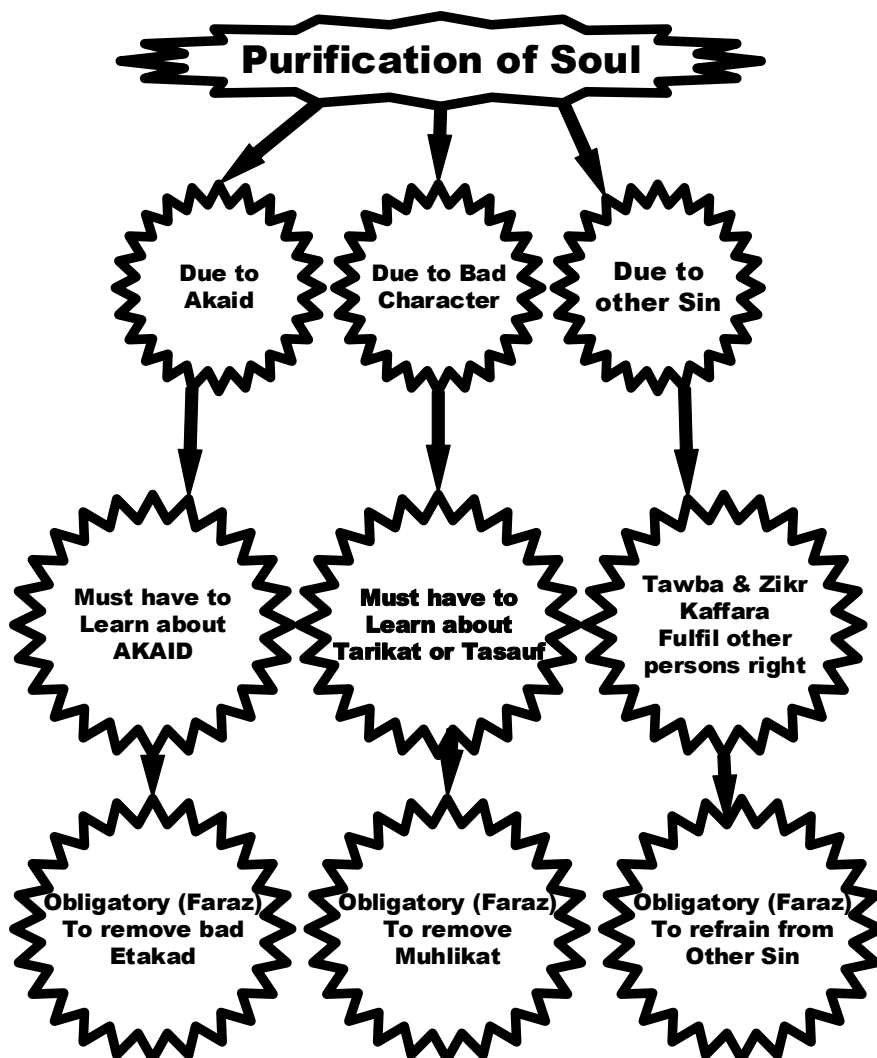 Purification of Soul
Due to
Akaid
Due to Bad
Character
Due to
other Sin
Must have to
Learn about
AKAID
Must have to
Learn about
Tarikat or Tasauf
Tawba & Zikr
Kaffara
Fulfil other
persons right
Obligatory (Faraz)
To remove bad
Etakad
Obligatory (Faraz)
To remove
Muhlikat
Obligatory (Faraz)
To refrain from
Other Sin